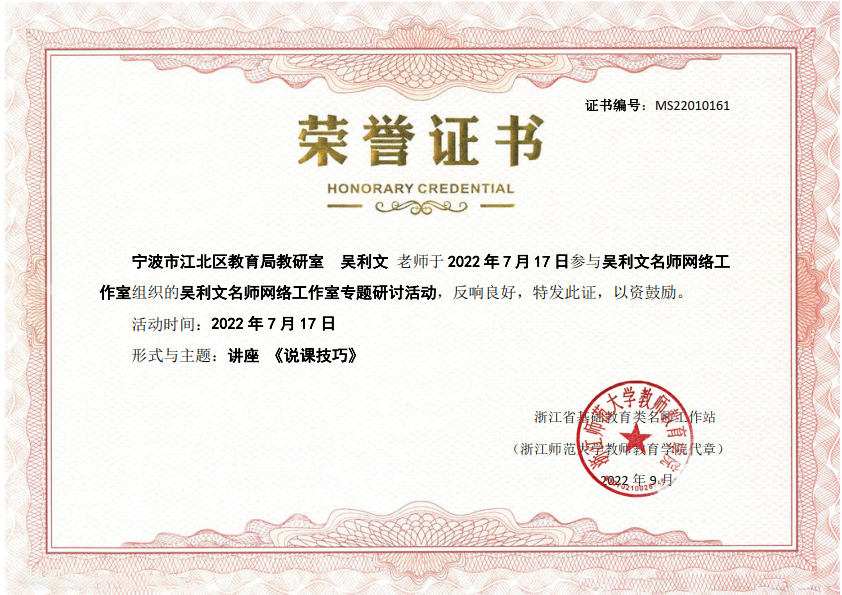 证书编号：MS22010161
荣誉证书
HONORARY CREDENTIAL
宁波市江北区教育局教研室 吴利文 老师于 2022 年 7 月 17 日参与吴利文名师网络工
作室组织的吴利文名师网络工作室专题研讨活动，反响良好，特发此证，以资鼓励。
活动时间：2022 年 7 月 17 日
形式与主题：讲座 《说课技巧》
浙江省基础教育类名师工作站
（浙江师范大学教师教育学院代章）
2022 年 9 月
浙江师范大学教师教育学院